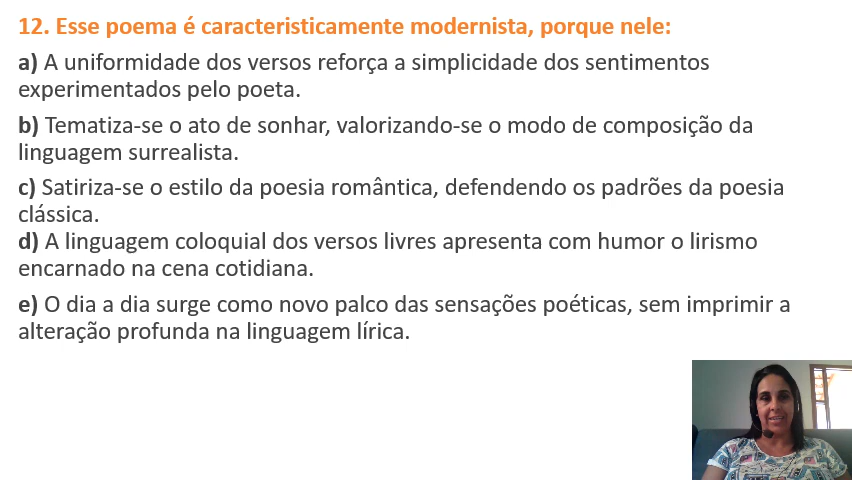 12. Esse poema é caracteristicamente modernista, porque nele:
a) A uniformidade dos versos reforça a simplicidade dos sentimentos
experimentados pelo poeta.
b) Tematiza-se o ato de sonhar, valorizando-se o modo de composição da
linguagem surrealista.
c) Satiriza-se o estilo da poesia romântica, defendendo os padrões da poesia
clássica.
d) A linguagem coloquial dos versos livres apresenta com humor o lirismo
encarnado na cena cotidiana.
e) O dia a dia surge como novo palco das sensações poéticas, sem imprimir a
alteração profunda na linguagem lírica.